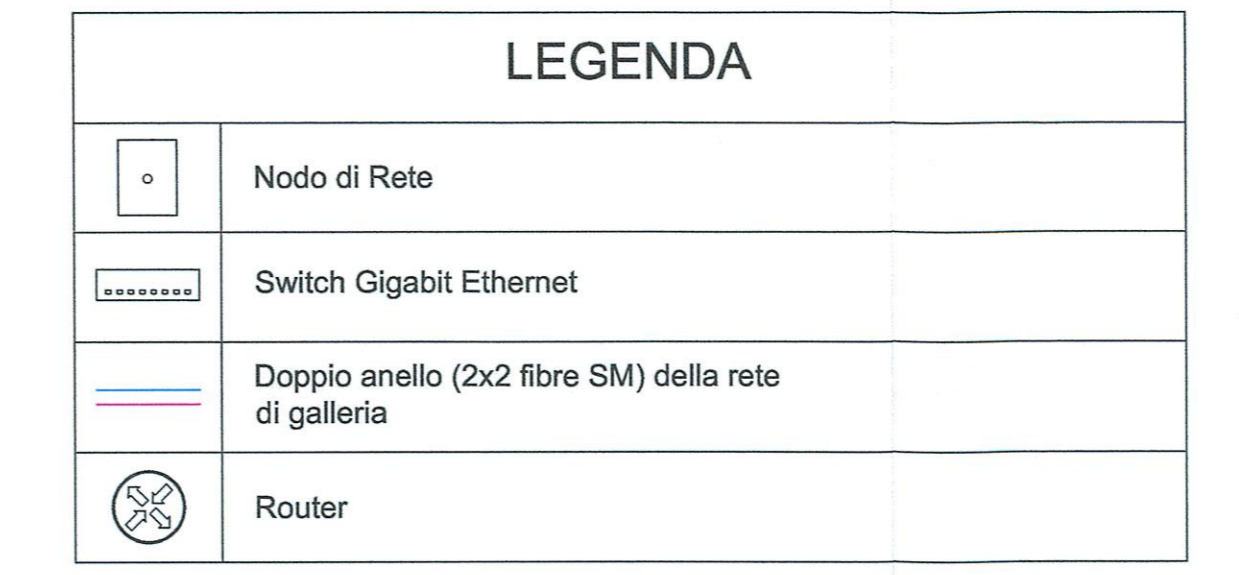 LEGENDA
Nodo di Rete
Switch Gigabit Ethernet
Doppio anello (2x2 fibre SM) della rete
di galleria
Router